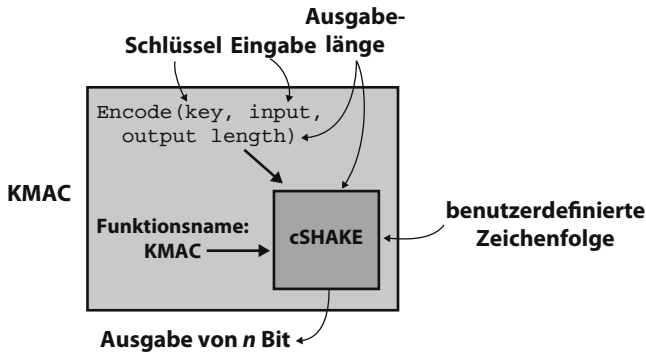 Ausgabe-
Schlüssel Eingabe länge
Encode(key, input,
output length)
KMAC
Funktionsname:
KMAC
cSHAKE
benutzerdefinierte
Zeichenfolge
Ausgabe von n Bit